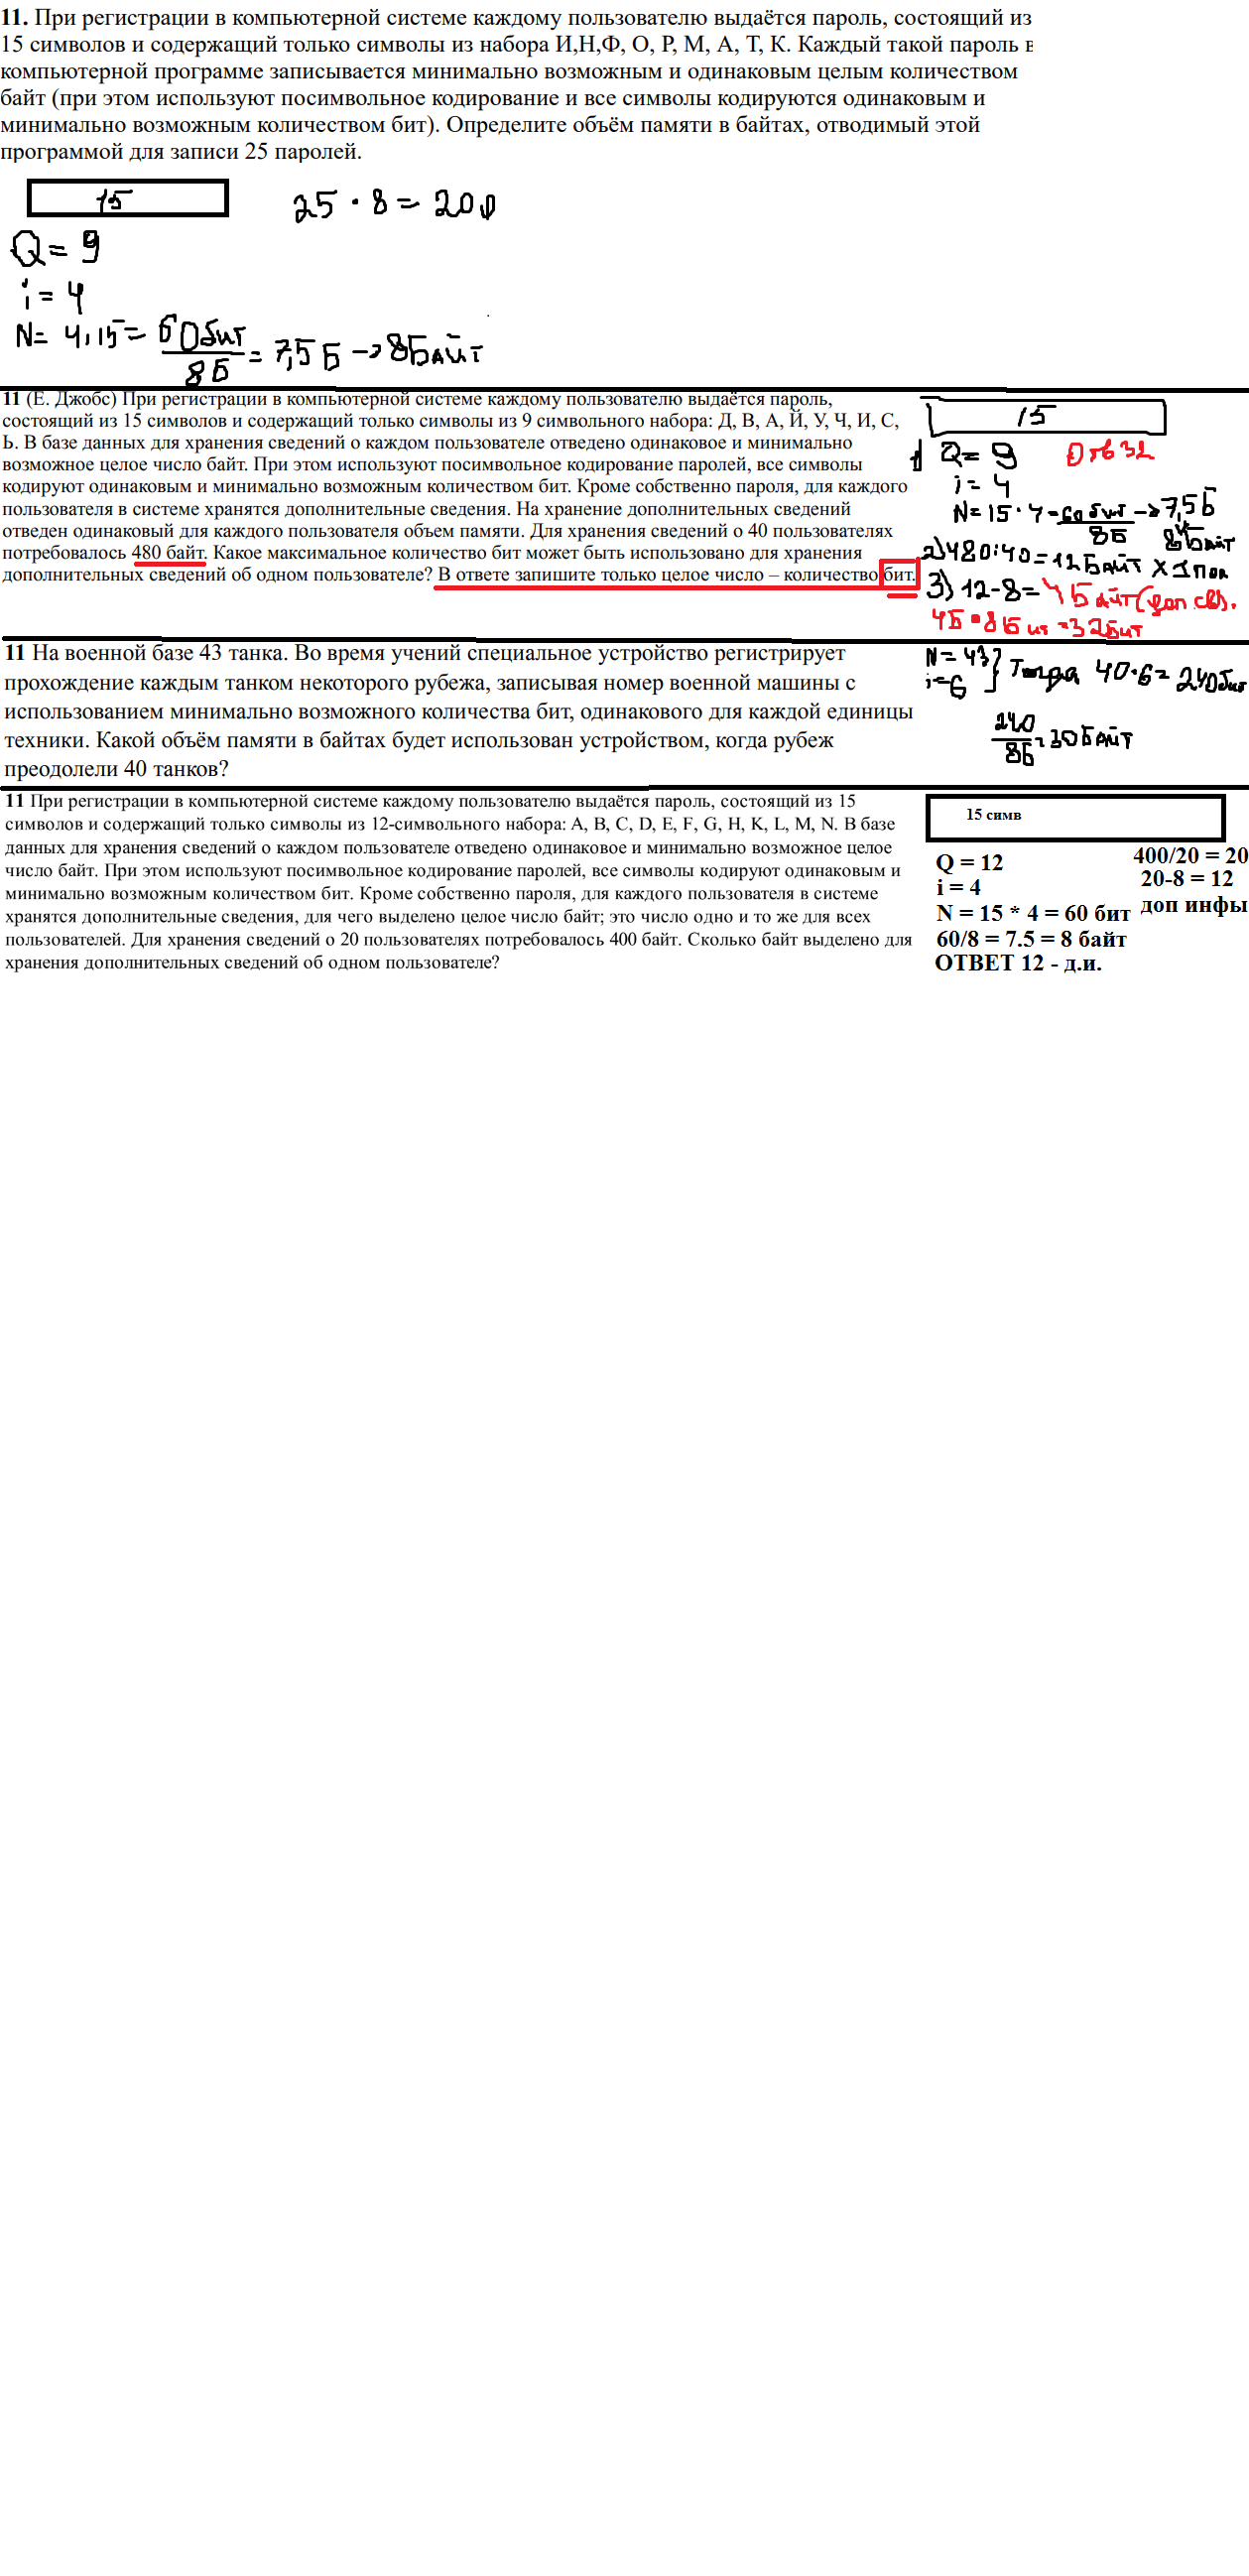 11. При регистрации в компьютерной системе каждому пользователю выдаётся пароль, состоящий из
15 символов и содержащий только символы из набора И,Н,Ф, О, Р, М, А, Т, К. Каждый такой пароль в
компьютерной программе записывается минимально возможным и одинаковым целым количеством
байт (при этом используют посимвольное кодирование и все символы кодируются одинаковым и
минимально возможным количеством бит). Определите объём памяти в байтах, отводимый этой
программой для записи 25 паролей.
15
25 · 8 = 200
Q = 9
i = 4
N = 4.15 = 60 бит / 8Б = 7,5 Б -> 8 Байт
11 (Е. Джобс) При регистрации в компьютерной системе каждому пользователю выдаётся пароль,
состоящий из 15 символов и содержащий только символы из 9 символьного набора: Д, В, А, Й, У, Ч, И, С,
Ь. В базе данных для хранения сведений о каждом пользователе отведено одинаковое и минимально
возможное целое число байт. При этом используют посимвольное кодирование паролей, все символы
кодируют одинаковым и минимально возможным количеством бит. Кроме собственно пароля, для каждого
пользователя в системе хранятся дополнительные сведения. На хранение дополнительных сведений
отведен одинаковый для каждого пользователя объем памяти. Для хранения сведений о 40 пользователях
потребовалось 480 байт. Какое максимальное количество бит может быть использовано для хранения
дополнительных сведений об одном пользователе? В ответе запишите только целое число – количество бит.
15
1) Q = 9
Отв 32
i = 4
N = 15 · 4 = 60 бит / 8Б -> 7,5 Б
8 Байт
2) 480:40 = 12 Байт х 1 пол
3) 12-8 = 4 Байт (доп. св).
4Б · 8 Бит = 32 бит
11 На военной базе 43 танка. Во время учений специальное устройство регистрирует
прохождение каждым танком некоторого рубежа, записывая номер военной машины с
использованием минимально возможного количества бит, одинакового для каждой единицы
техники. Какой объём памяти в байтах будет использован устройством, когда рубеж
преодолели 40 танков?
N = 43
i = 6
Тогда 40·6 = 240 бит
240 / 8Б = 30 Байт
11 При регистрации в компьютерной системе каждому пользователю выдаётся пароль, состоящий из 15
символов и содержащий только символы из 12-символьного набора: A, B, C, D, E, F, G, H, K, L, M, N. В базе
данных для хранения сведений о каждом пользователе отведено одинаковое и минимально возможное целое
число байт. При этом используют посимвольное кодирование паролей, все символы кодируют одинаковым и
минимально возможным количеством бит. Кроме собственно пароля, для каждого пользователя в системе
хранятся дополнительные сведения, для чего выделено целое число байт; это число одно и то же для всех
пользователей. Для хранения сведений о 20 пользователях потребовалось 400 байт. Сколько байт выделено для
хранения дополнительных сведений об одном пользователе?
15 симв
Q = 12
i = 4
N = 15 * 4 = 60 бит
60/8 = 7.5 = 8 байт
ОТВЕТ 12 - д.и.
400/20 = 20
20-8 = 12
доп инфы